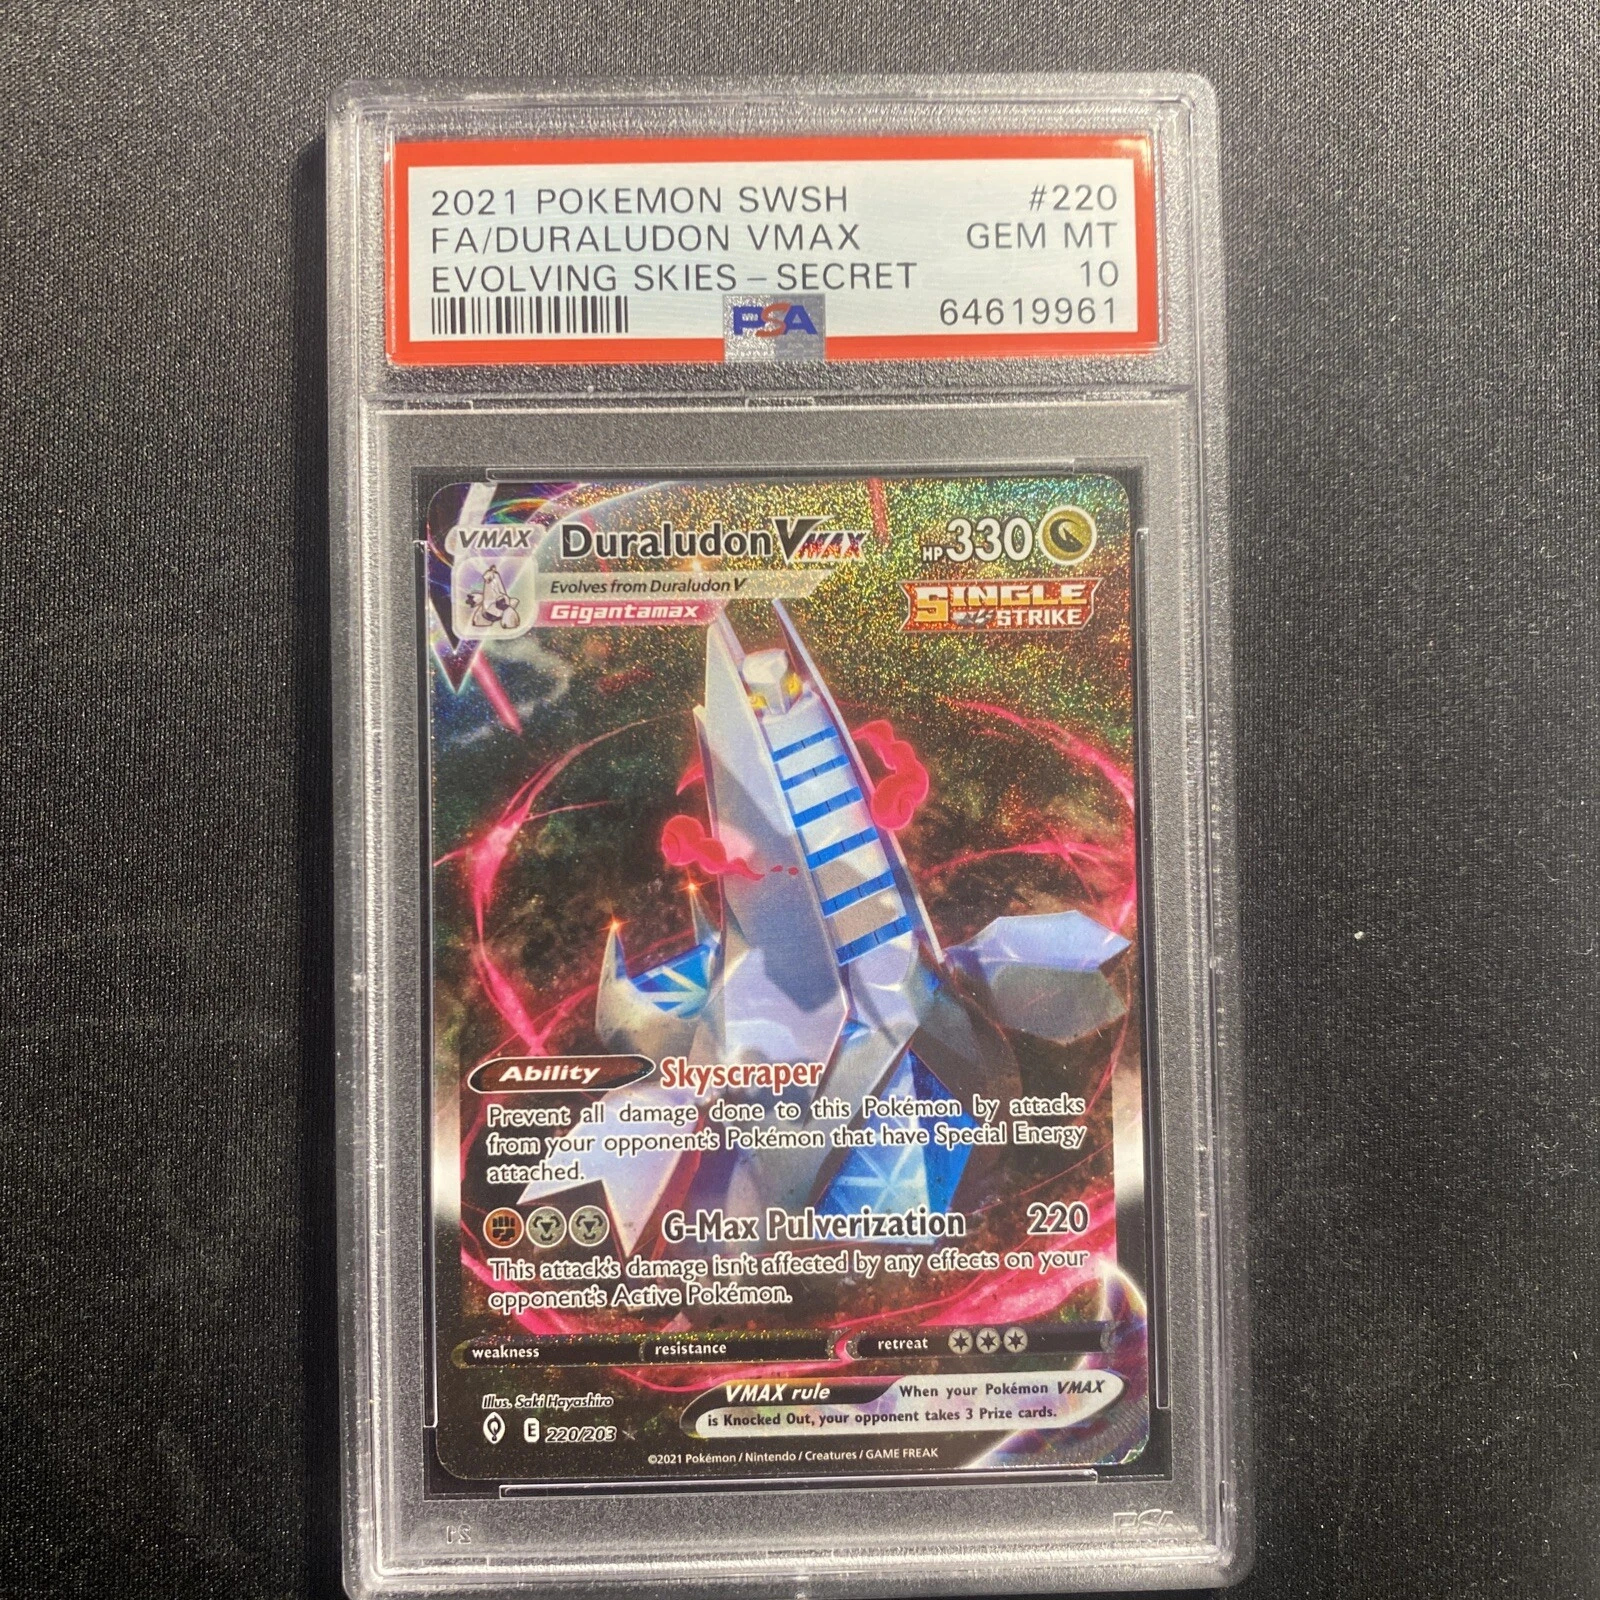 2021 POKEMON SWSH #220
FA/DURALUDON VMAX GEM MT
EVOLVING SKIES - SECRET 10
PSA 64619961
VMAX Duraludon VMAX HP 330
Evolves from Duraludon V
Gigantamax
SINGLE
STRIKE
Ability Skyscraper
Prevent all damage done to this Pokémon by attacks
from your opponent's Pokémon that have Special Energy
attached.
G-Max Pulverization 220
This attack's damage isn't affected by any effects on your
opponent's Active Pokémon.
weakness resistance retreat
Illus. Saki Hayashiro
VMAX rule When your Pokémon VMAX
is Knocked Out, your opponent takes 3 Prize cards.
E 220/203
©2021 Pokémon / Nintendo / Creatures / GAME FREAK
PSA